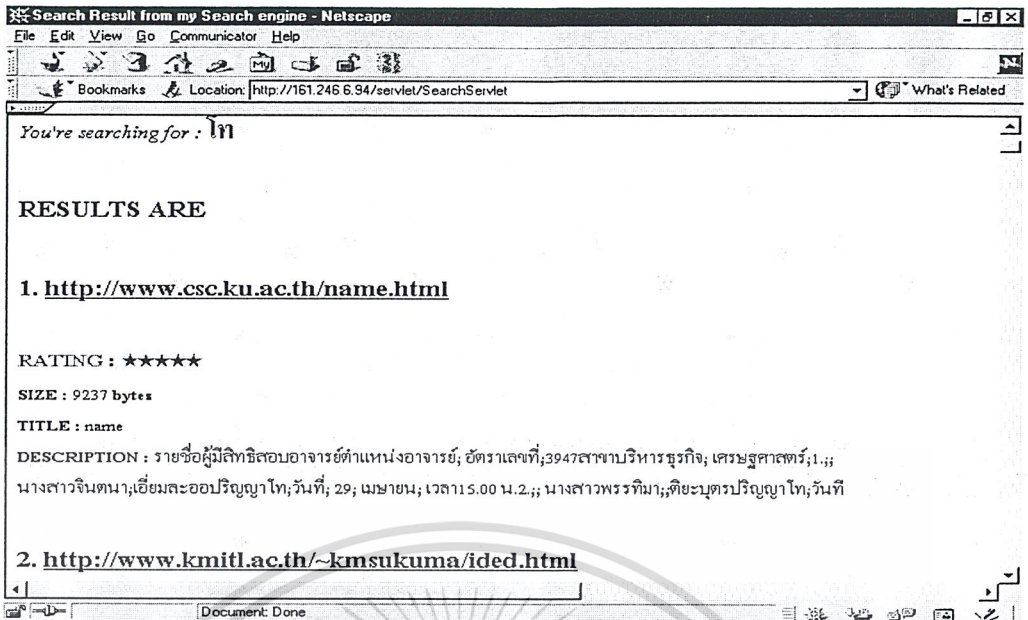 Search Result from my Search engine - Netscape
File Edit View Go Communicator Help
My
N
Bookmarks Location: http://161.246.6.94/servlet/SearchServlet What's Related
You're searching for : โท
RESULTS ARE
1. http://www.csc.ku.ac.th/name.html
RATING : ★★★★★
SIZE : 9237 bytes
TITLE : name
DESCRIPTION : รายชื่อผู้มีสิทธิสอบอาจารย์ตำแหน่งอาจารย์; อัตราเลขที่;3947สาขาบริหารธุรกิจ; เศรษฐศาสตร์;1.;;
นางสาวจินตนา;เอี่ยมละออปริญญาโท;วันที่; 29; เมษายน; เวลา15.00 น.2.;; นางสาวพรรทิมา;;ติยะบุตรปริญญาโท;วันที
2. http://www.kmitl.ac.th/~kmsukuma/ided.html
Document: Done